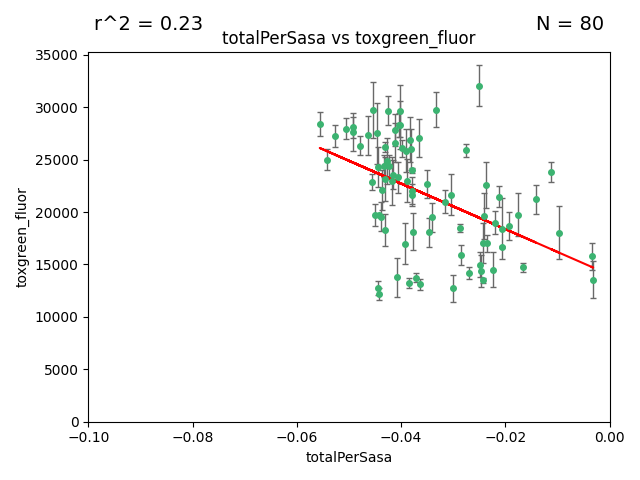 r^2 = 0.23
N = 80
totalPerSasa vs toxgreen_fluor
35000
30000
25000
20000
15000
10000
5000
0
toxgreen_fluor
−0.10
−0.08
−0.06
−0.04
−0.02
0.00
totalPerSasa